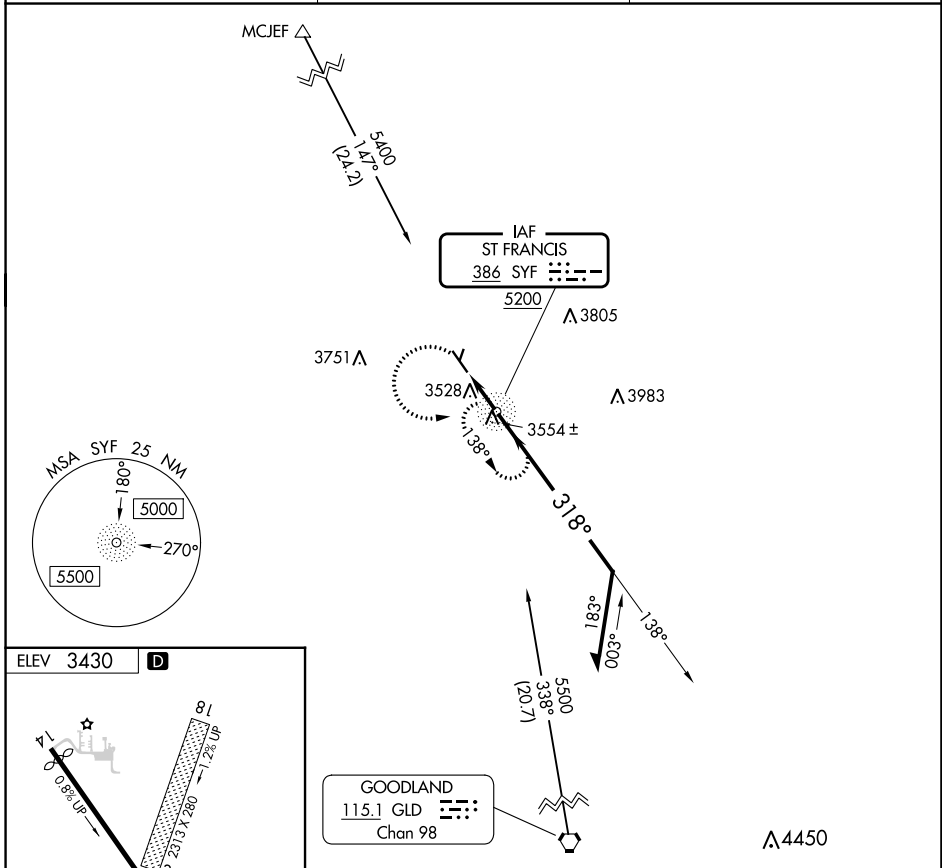 MCJEF
5400
147°
(24.2)
IAF
ST FRANCIS
386 SYF
5200
3805
3751
3528
3983
3554 ±
138°
MSA SYF 25 NM
180°
5000
270°
5500
318°
183°
003°
138°
ELEV 3430 D
14
18
0.8% UP
1.2% UP
2313 X 280
5500
338°
(20.7)
GOODLAND
115.1 GLD
Chan 98
4450